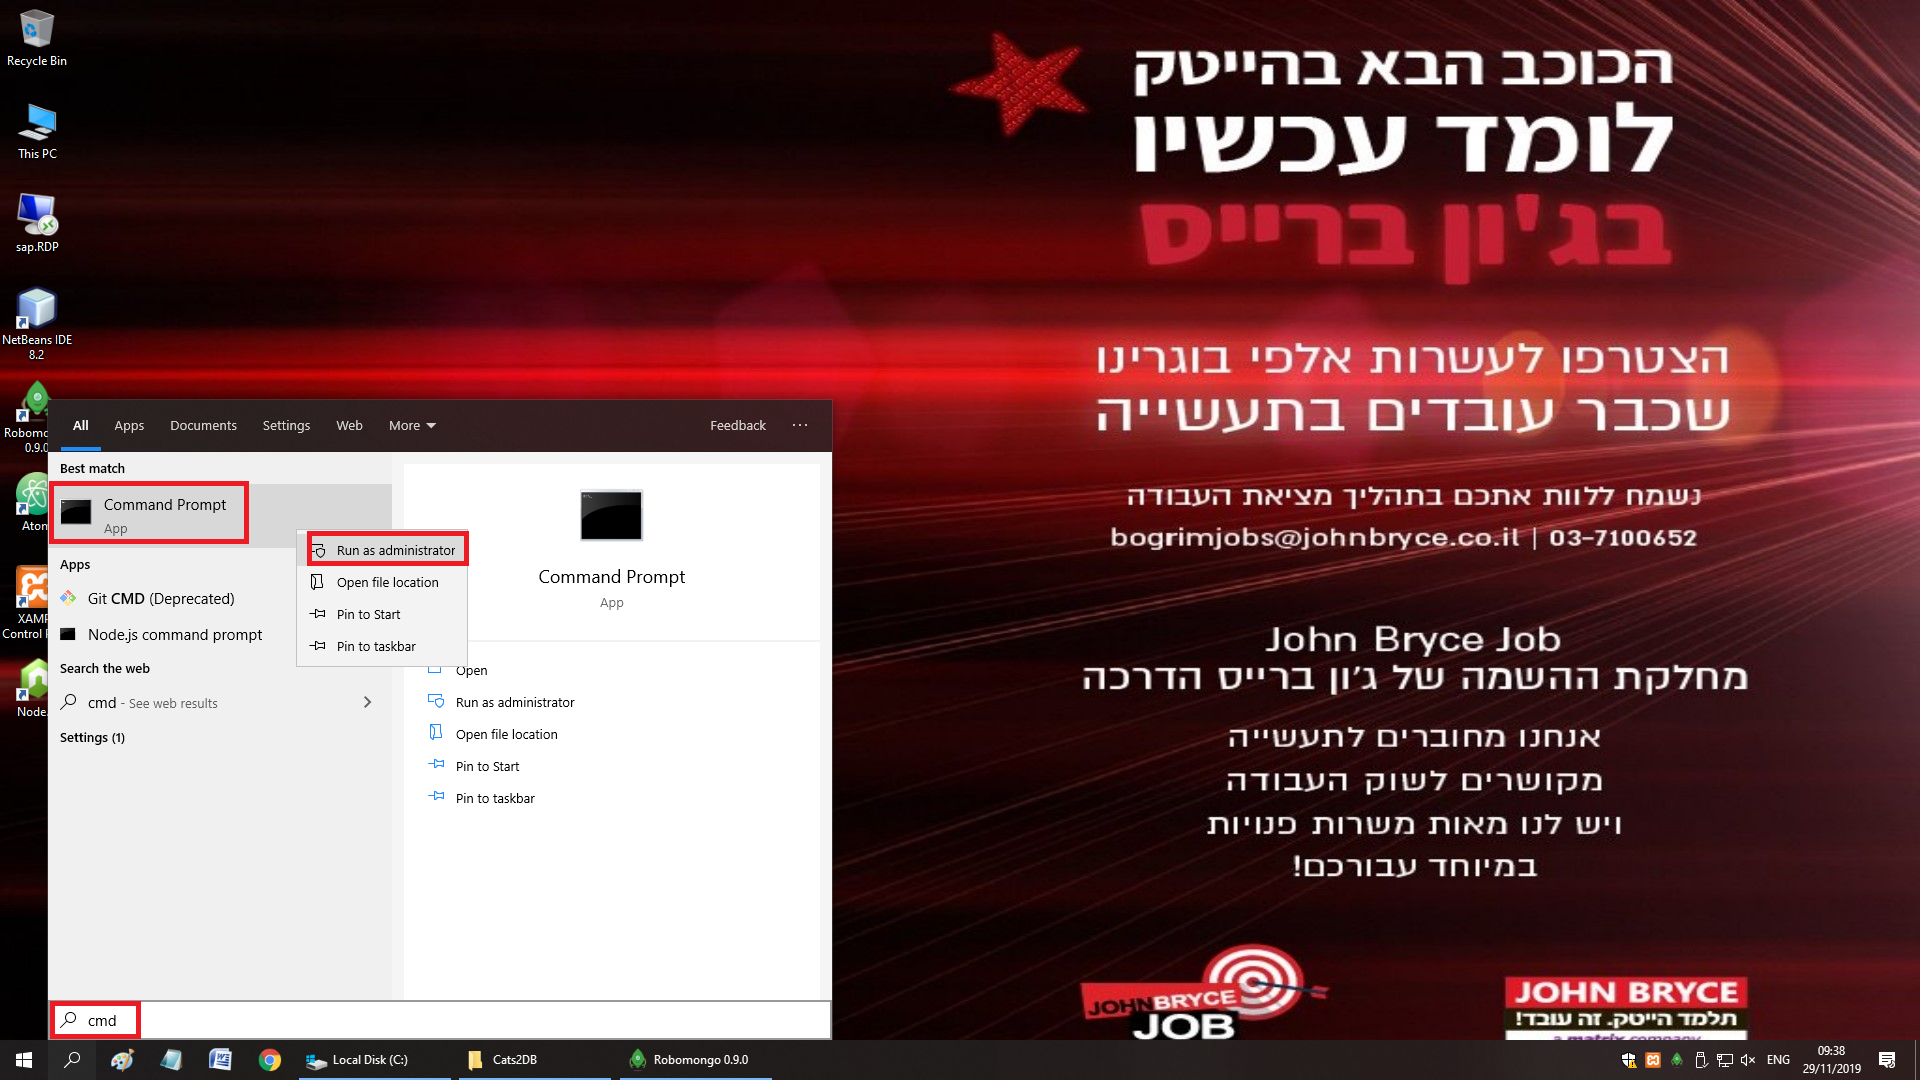 Recycle Bin
This PC
sap.RDP
NetBeans IDE
8.2
Robomo
0.9.0
Atom
XAMP
Control P
Node.
הכוכב הבא בהייטק
לומד עכשיו
בג'ון ברייס
הצטרפו לעשרות אלפי בוגרינו
שכבר עובדים בתעשייה
נשמח ללוות אתכם בתהליך מציאת העבודה
bogrimjobs@johnbryce.co.il | 03-7100652
John Bryce Job
מחלקת ההשמה של ג'ון ברייס הדרכה
אנחנו מחוברים לתעשייה
מקושרים לשוק העבודה
ויש לנו מאות משרות פנויות
במיוחד עבורכם!
JOHNBRYCE
JOB
JOHN BRYCE
תלמד הייטק. זה עובד!
a matrix company
All
Apps
Documents
Settings
Web
More
Feedback
...
Best match
Command Prompt
App
Apps
Git CMD (Deprecated)
Node.js command prompt
Search the web
cmd - See web results
Settings (1)
Run as administrator
Open file location
Pin to Start
Pin to taskbar
Command Prompt
App
Open
Run as administrator
Open file location
Pin to Start
Pin to taskbar
cmd
Local Disk (C:)
Cats2DB
Robomongo 0.9.0
ENG
09:38
29/11/2019